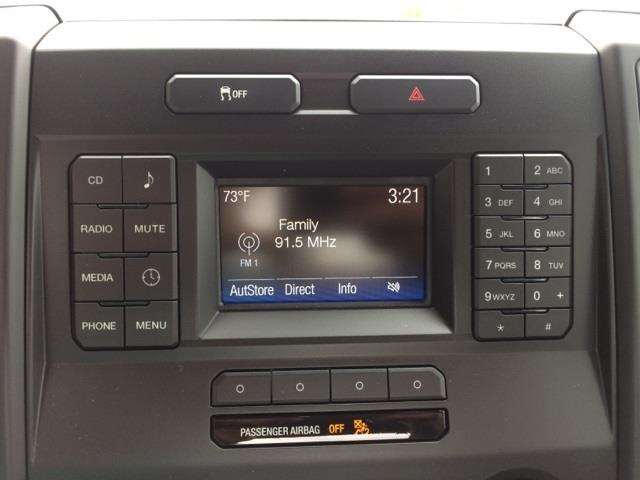 OFF
CD
RADIO MUTE
MEDIA
PHONE MENU
73°F 3:21
Family
91.5 MHz
FM 1
AutStore Direct Info
1 2 ABC
3 DEF 4 GHI
5 JKL 6 MNO
7 PQRS 8 TUV
9 WXYZ 0 +
* #
PASSENGER AIRBAG OFF